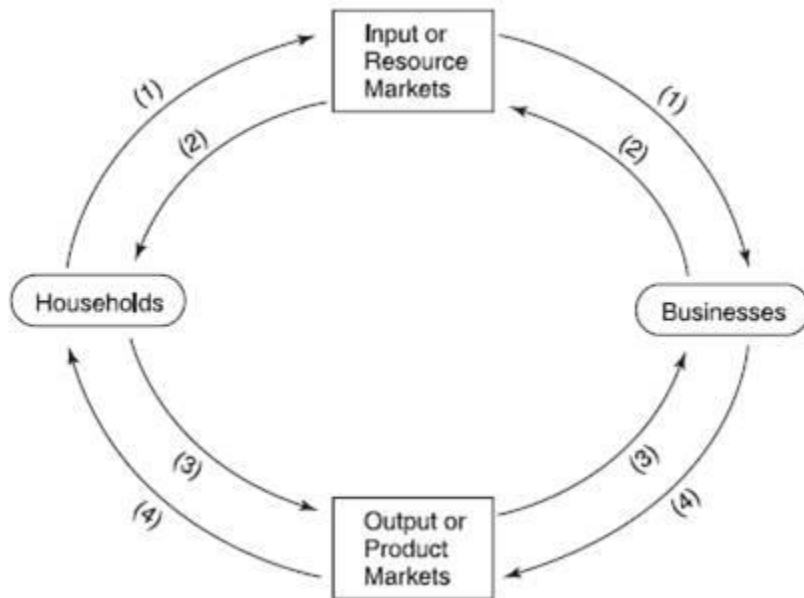 Input or
Resource
Markets
(1)
(1)
(2)
(2)
Households
Businesses
(3)
(3)
(4)
(4)
Output or
Product
Markets